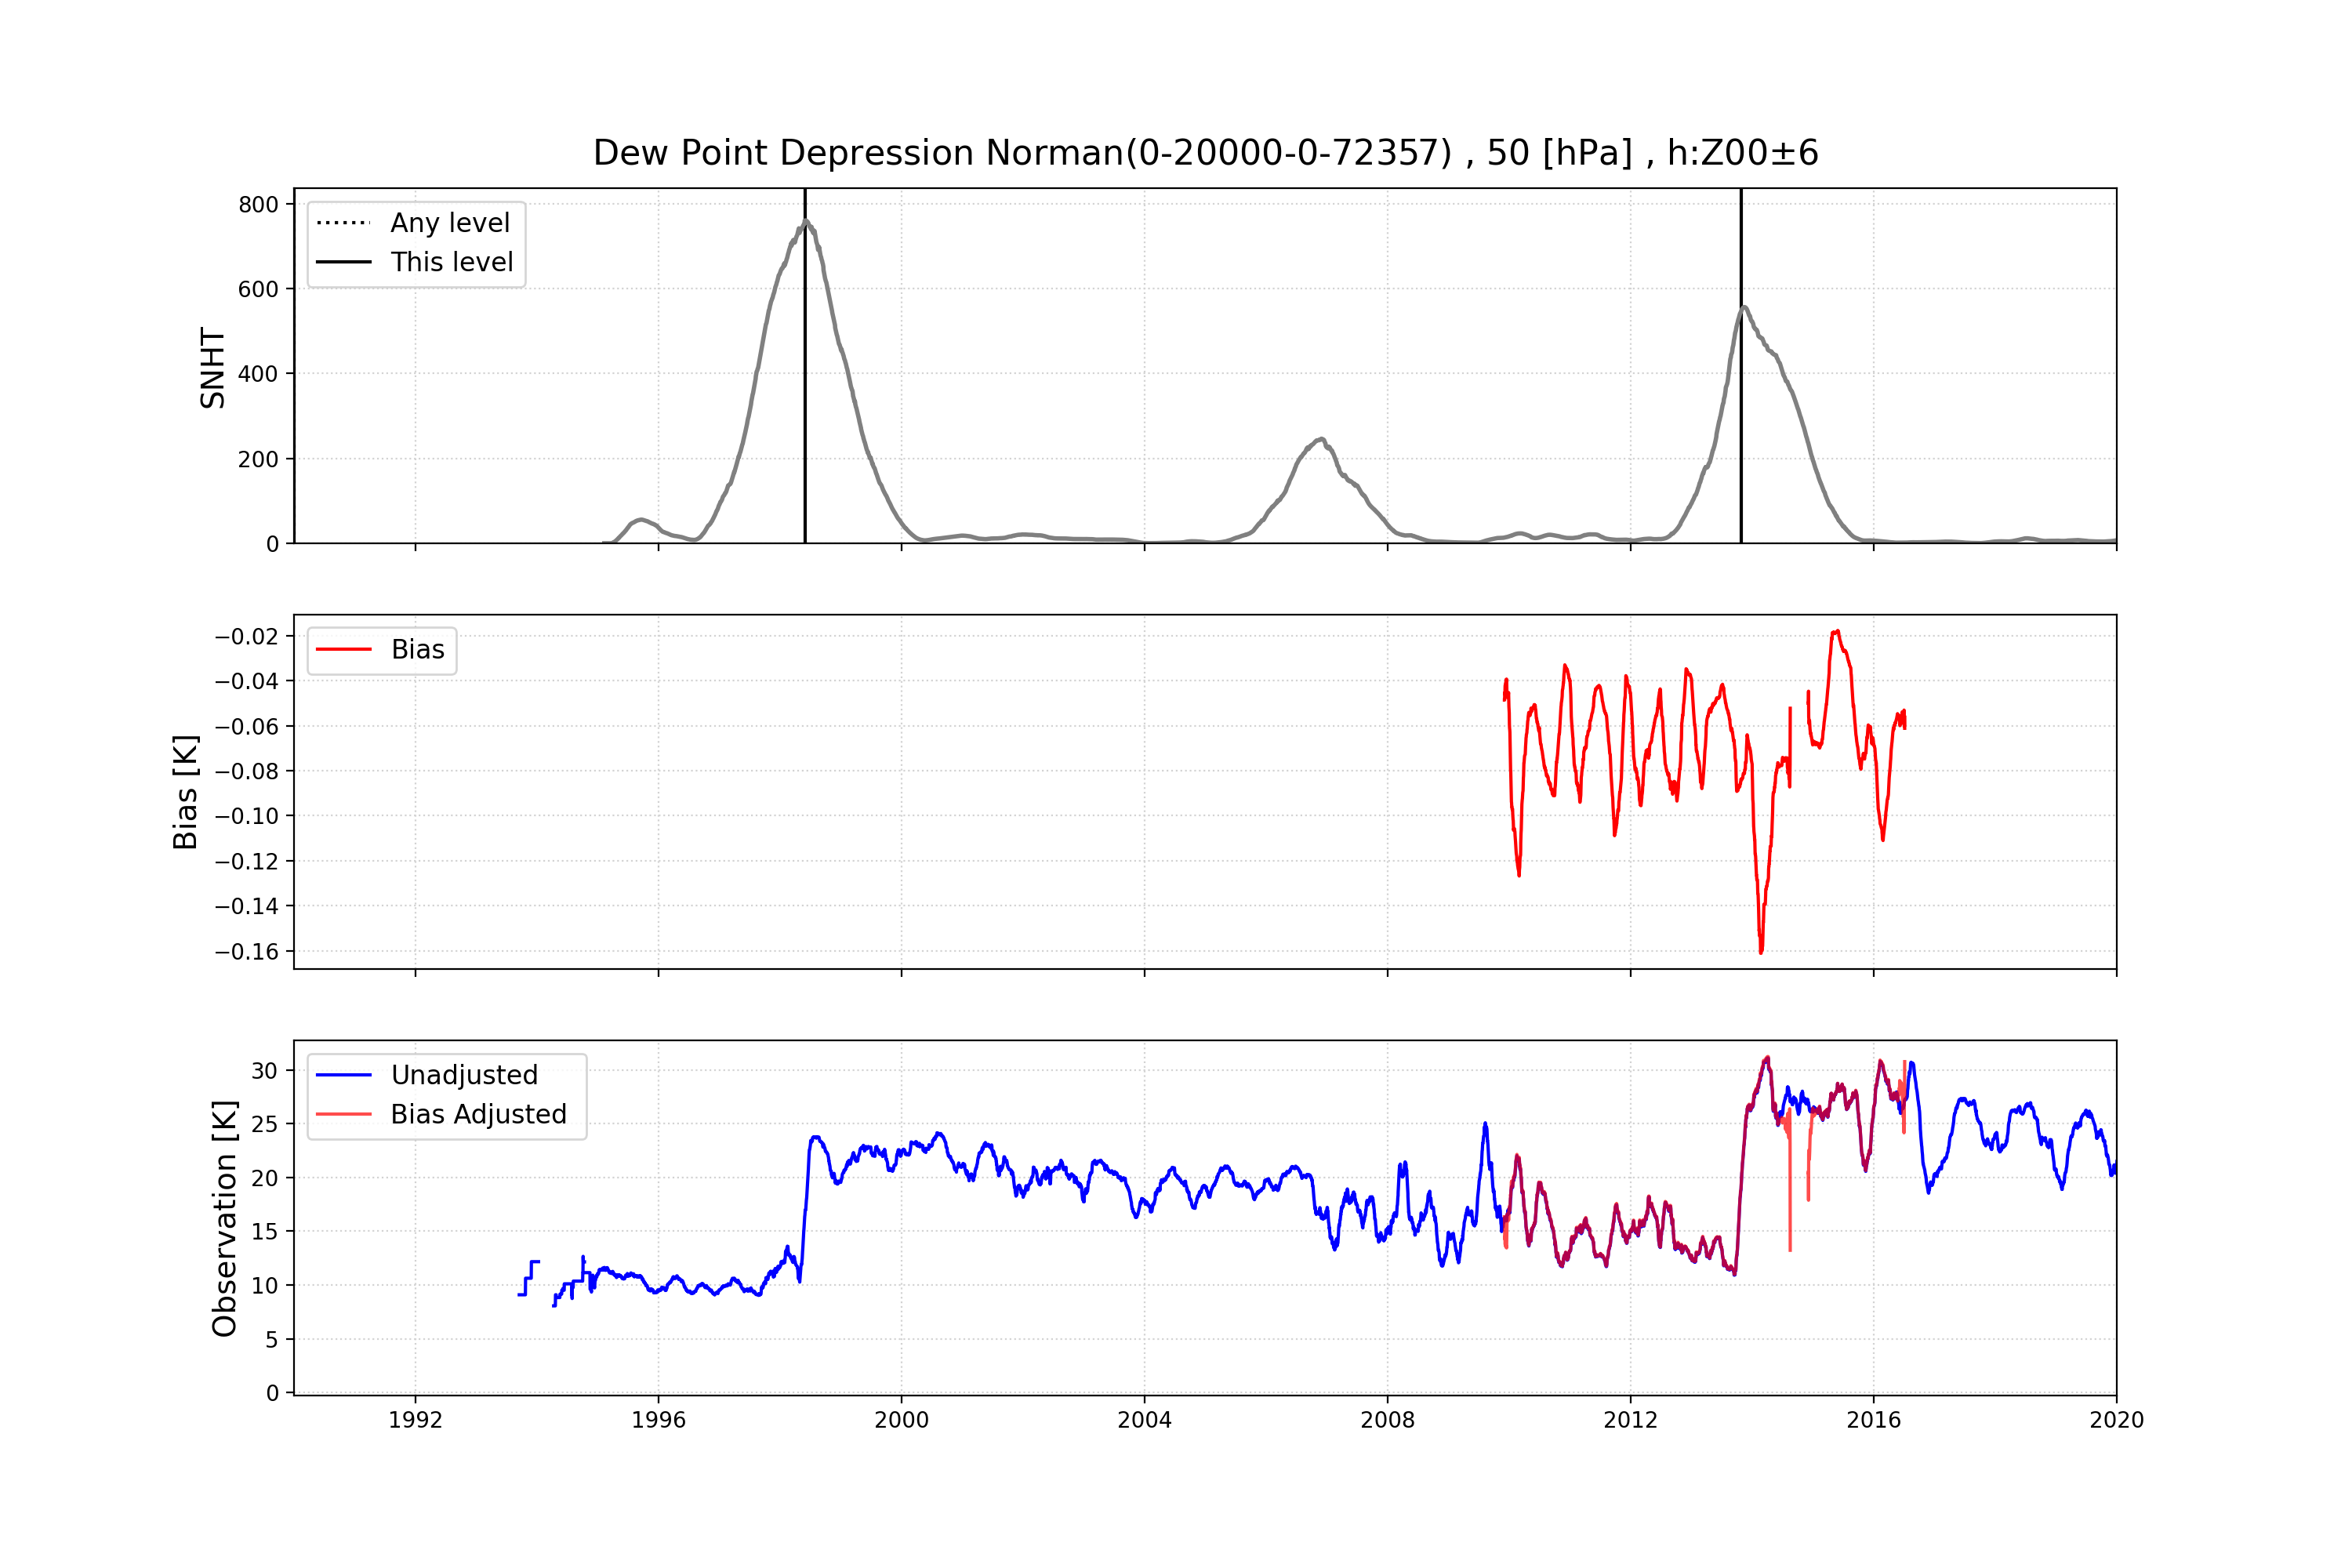 Dew Point Depression Norman(0-20000-0-72357) , 50 [hPa] , h:Z00±6
SNHT
800
600
400
200
0
Any level
This level
Bias [K]
−0.02
−0.04
−0.06
−0.08
−0.10
−0.12
−0.14
−0.16
Bias
Observation [K]
30
25
20
15
10
5
0
Unadjusted
Bias Adjusted
1992 1996 2000 2004 2008 2012 2016 2020